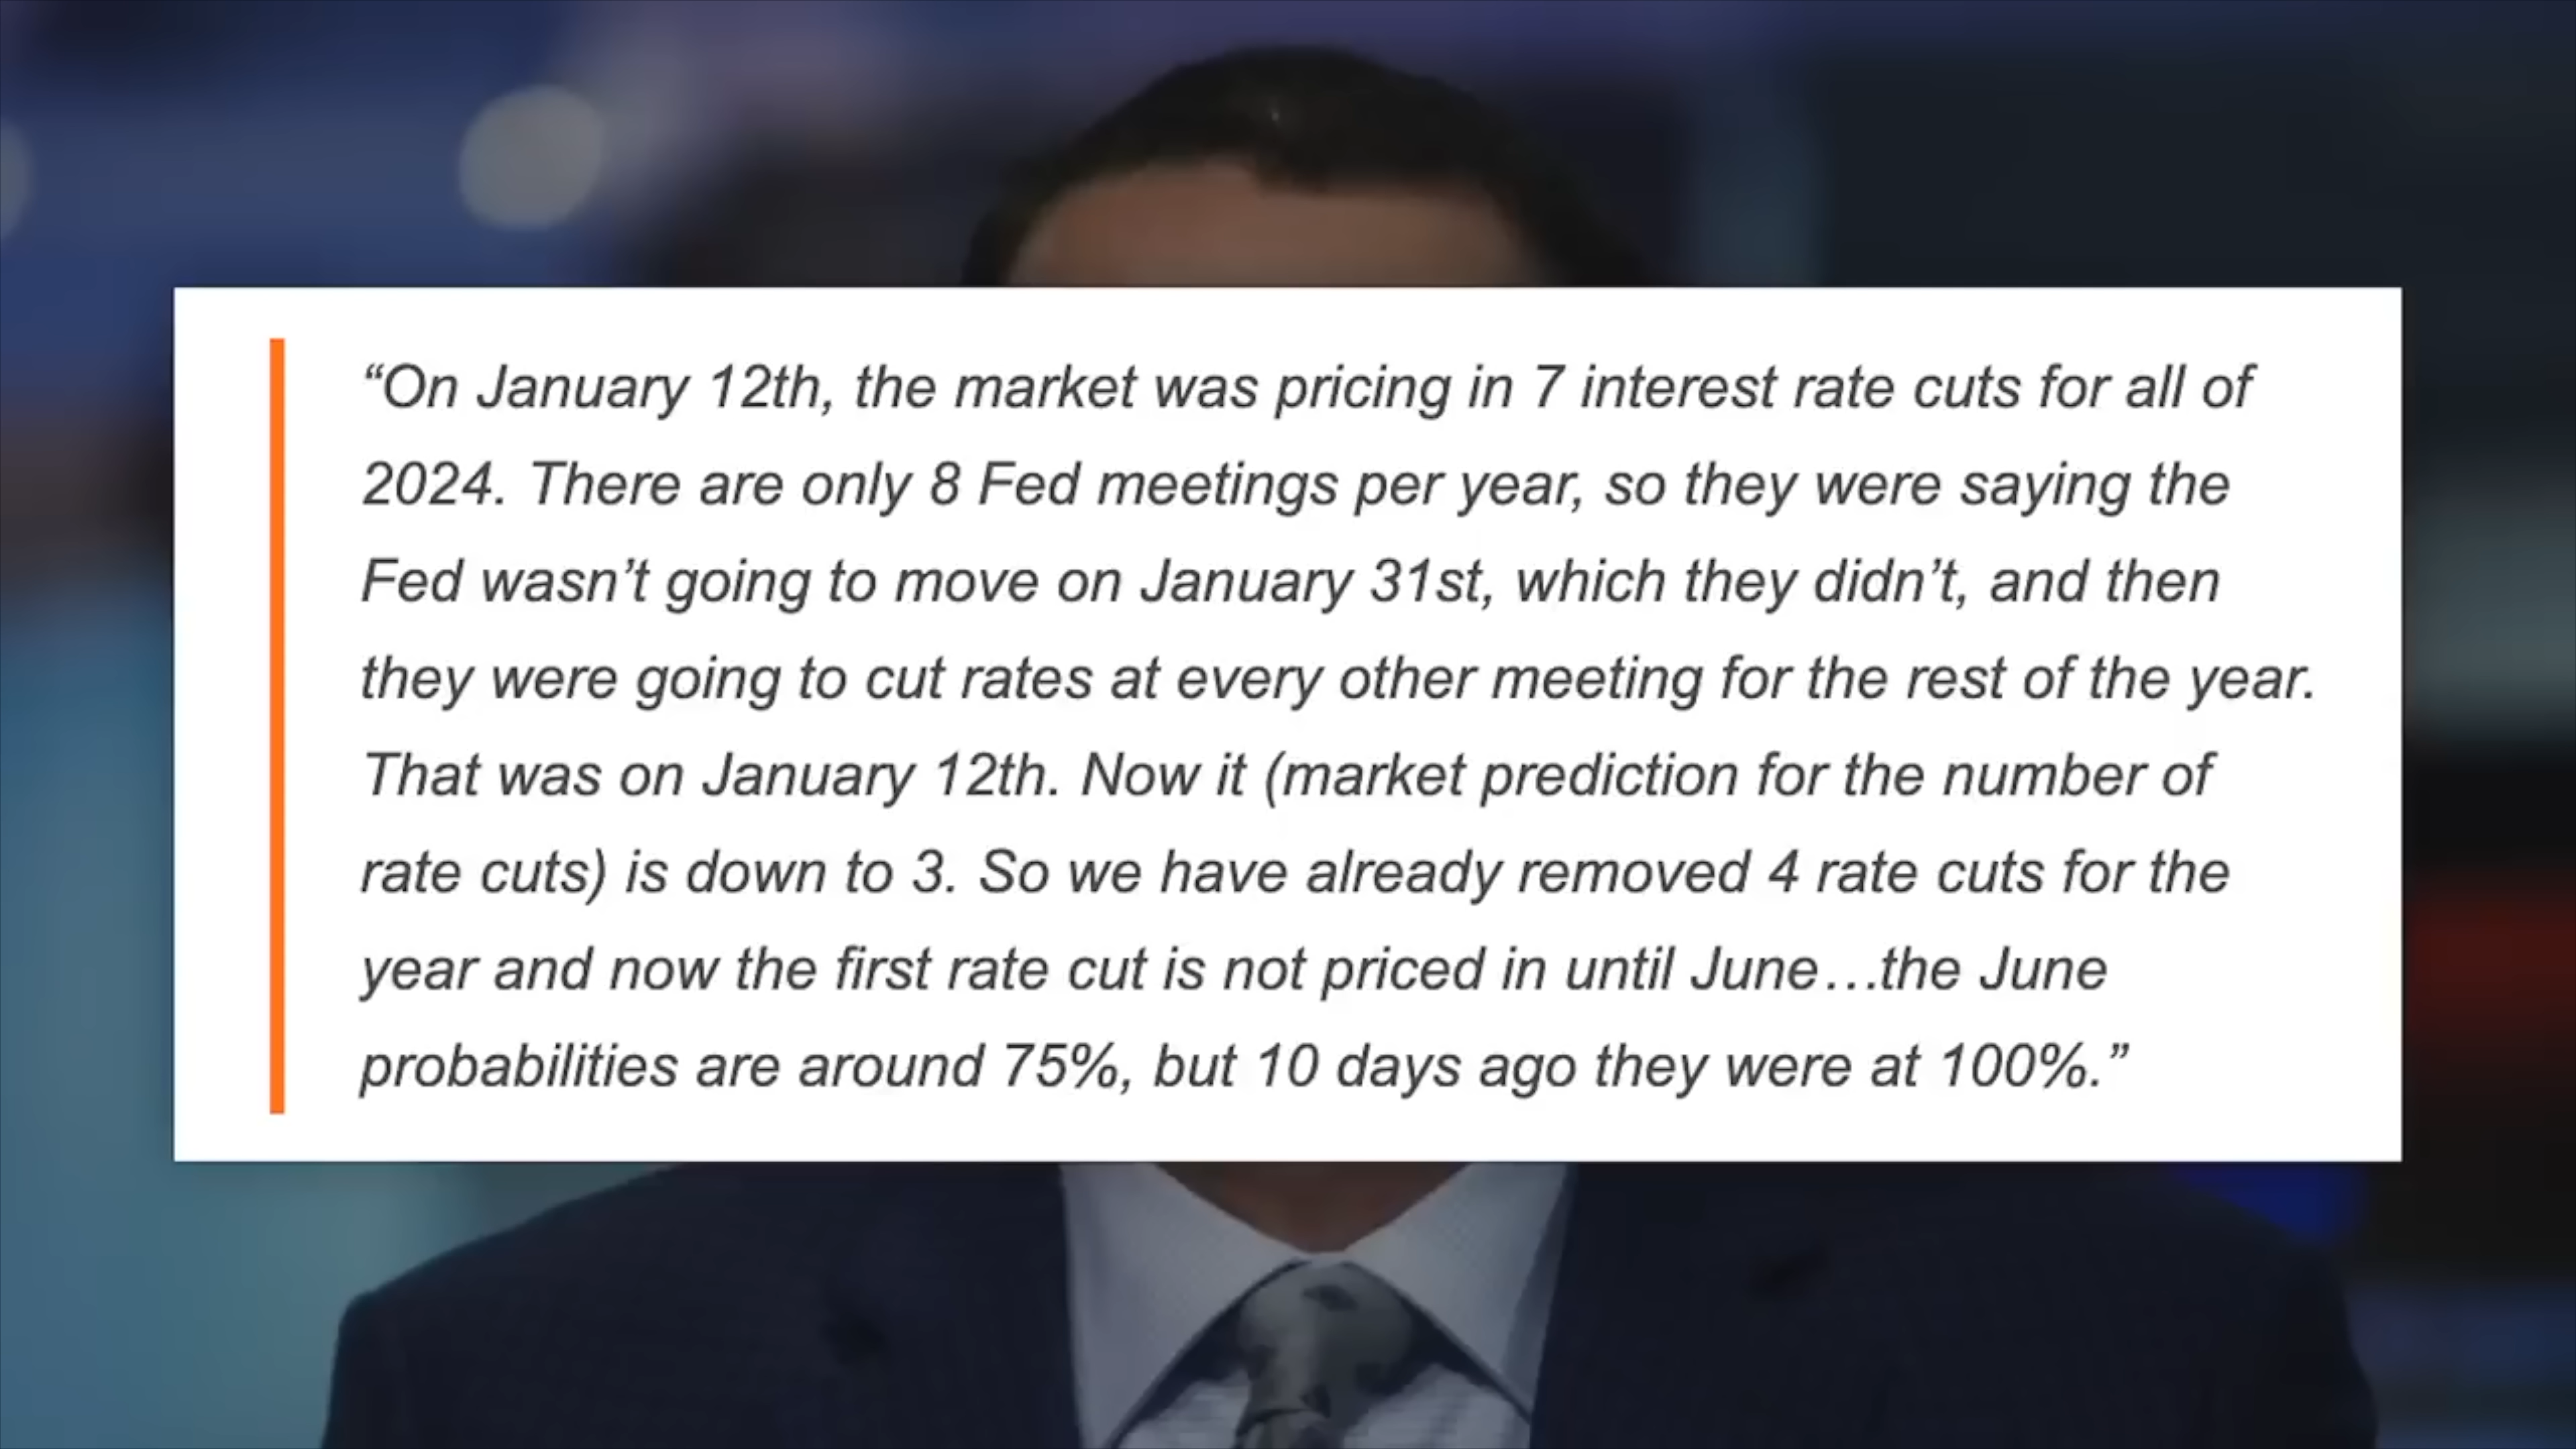 “On January 12th, the market was pricing in 7 interest rate cuts for all of
2024. There are only 8 Fed meetings per year, so they were saying the
Fed wasn’t going to move on January 31st, which they didn’t, and then
they were going to cut rates at every other meeting for the rest of the year.
That was on January 12th. Now it (market prediction for the number of
rate cuts) is down to 3. So we have already removed 4 rate cuts for the
year and now the first rate cut is not priced in until June…the June
probabilities are around 75%, but 10 days ago they were at 100%.”